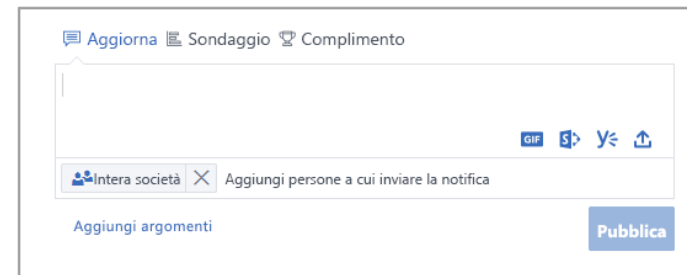 Aggiorna Sondaggio Complimento
GIF
Intera società Aggiungi persone a cui inviare la notifica
Aggiungi argomenti Pubblica